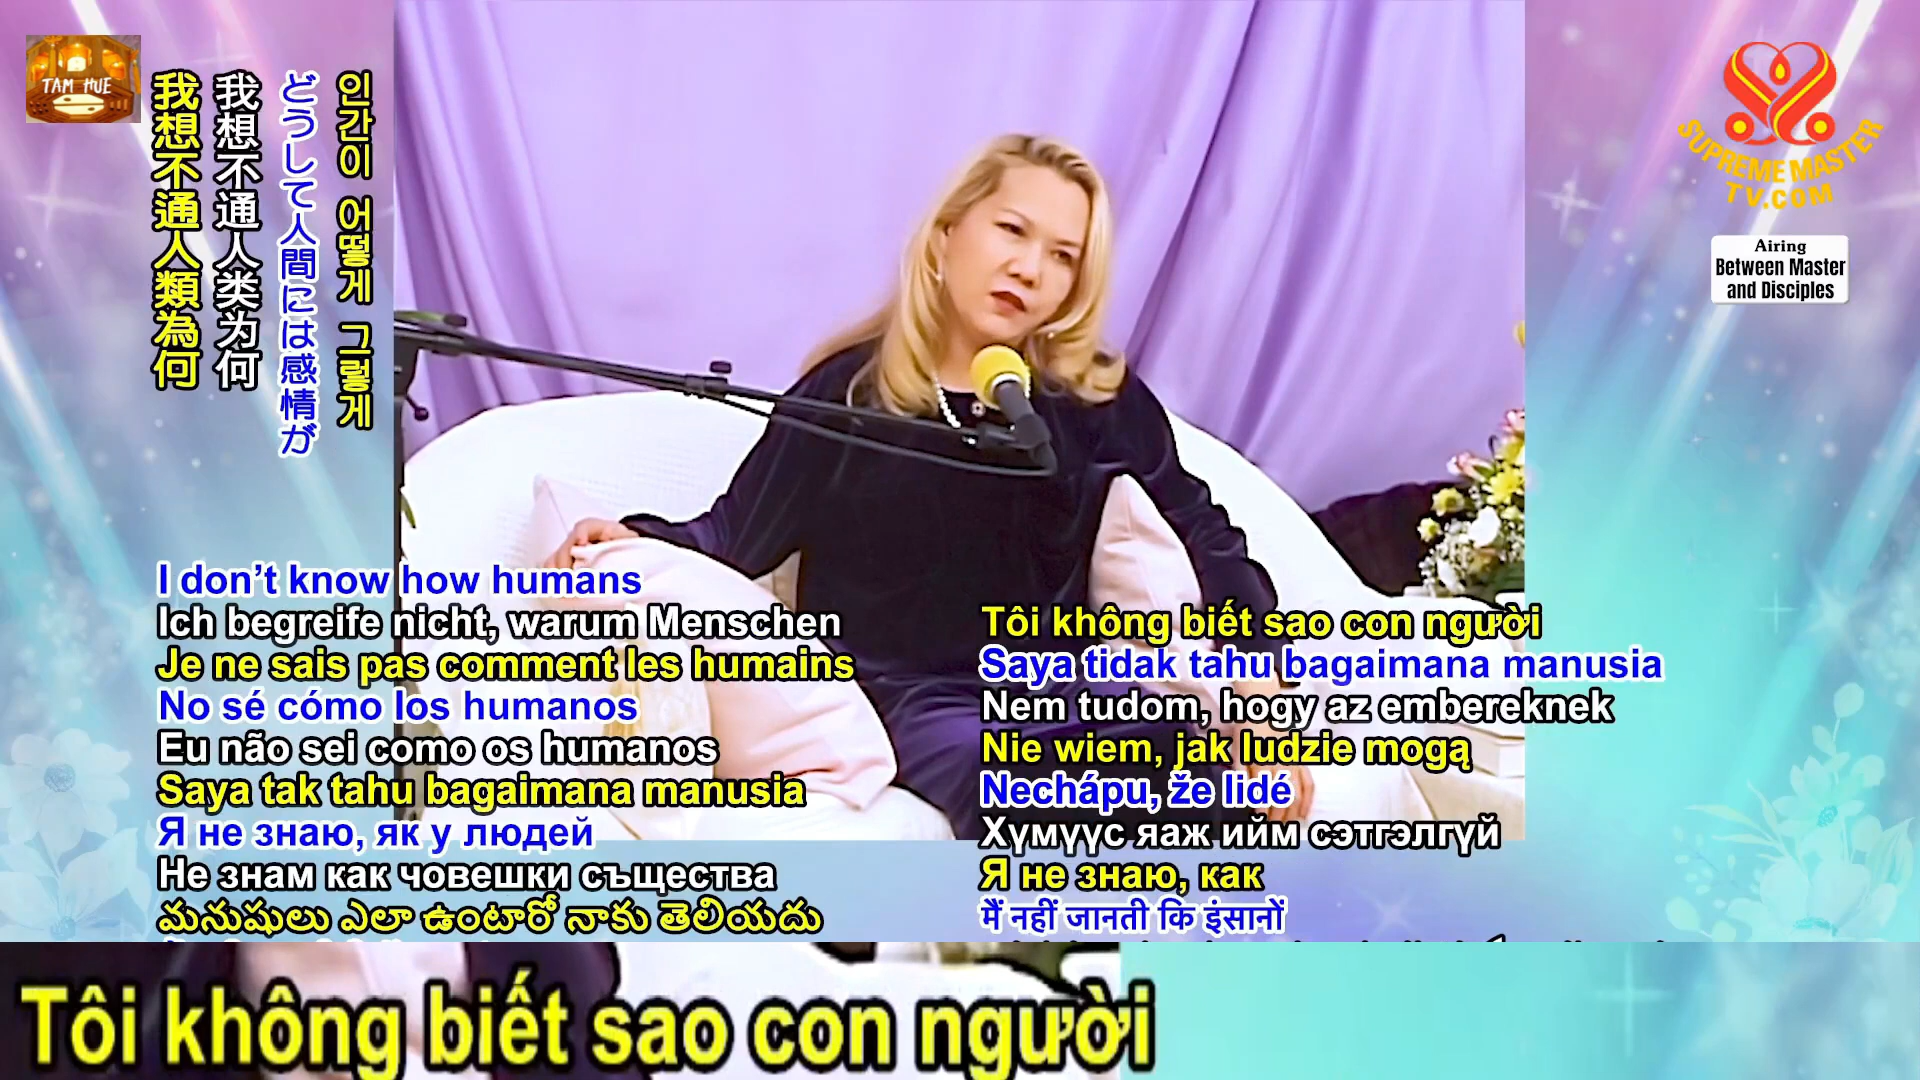 TAM HUE
我想不通人類為何
我想不通人类为何
どうして人間には感情が
인간이 어떻게 그렇게
SUPREME MASTER
TV.COM
Airing
Between Master
and Disciples
I don’t know how humans
Ich begreife nicht, warum Menschen
Je ne sais pas comment les humains
No sé cómo los humanos
Eu não sei como os humanos
Saya tak tahu bagaimana manusia
Я не знаю, як у людей
Не знам как човешки същества
మనుషులు ఎలా ఉంటారో నాకు తెలియదు
Tôi không biết sao con người
Saya tidak tahu bagaimana manusia
Nem tudom, hogy az embereknek
Nie wiem, jak ludzie mogą
Nechápu, že lidé
Хүмүүс яаж ийм сэтгэлгүй
Я не знаю, как
मैं नहीं जानती कि इंसानों
Tôi không biết sao con người